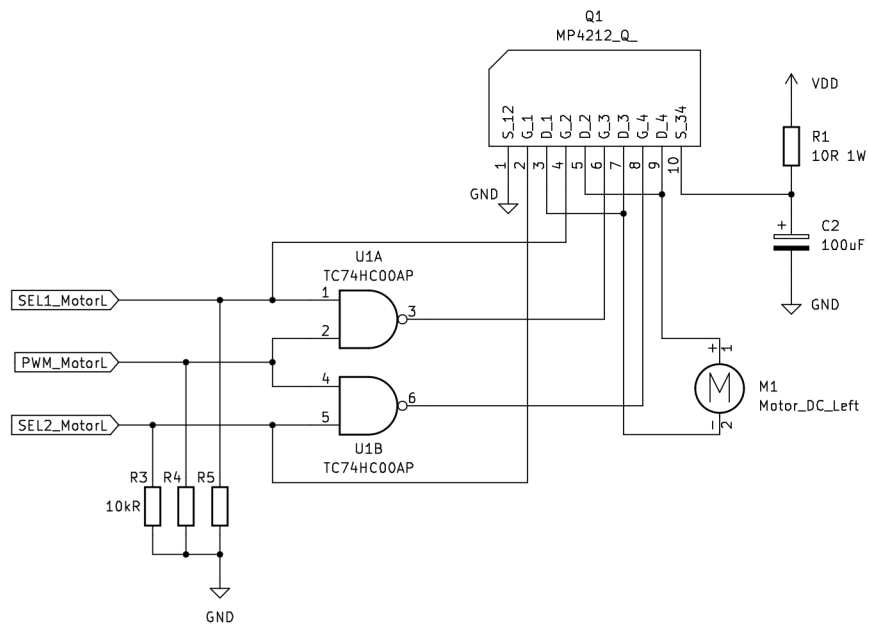 Q1
MP4212_Q_
S_12
G_1
D_1
G_2
D_2
G_3
D_3
G_4
D_4
S_34
1
2
3
4
5
6
7
8
9
10
VDD
R1
10R 1W
GND
+
C2
100uF
GND
U1A
TC74HC00AP
SEL1_MotorL
1
3
2
PWM_MotorL
4
6
5
SEL2_MotorL
U1B
TC74HC00AP
+
1
M
M1
Motor_DC_Left
-
2
R3
R4
R5
10kR
GND